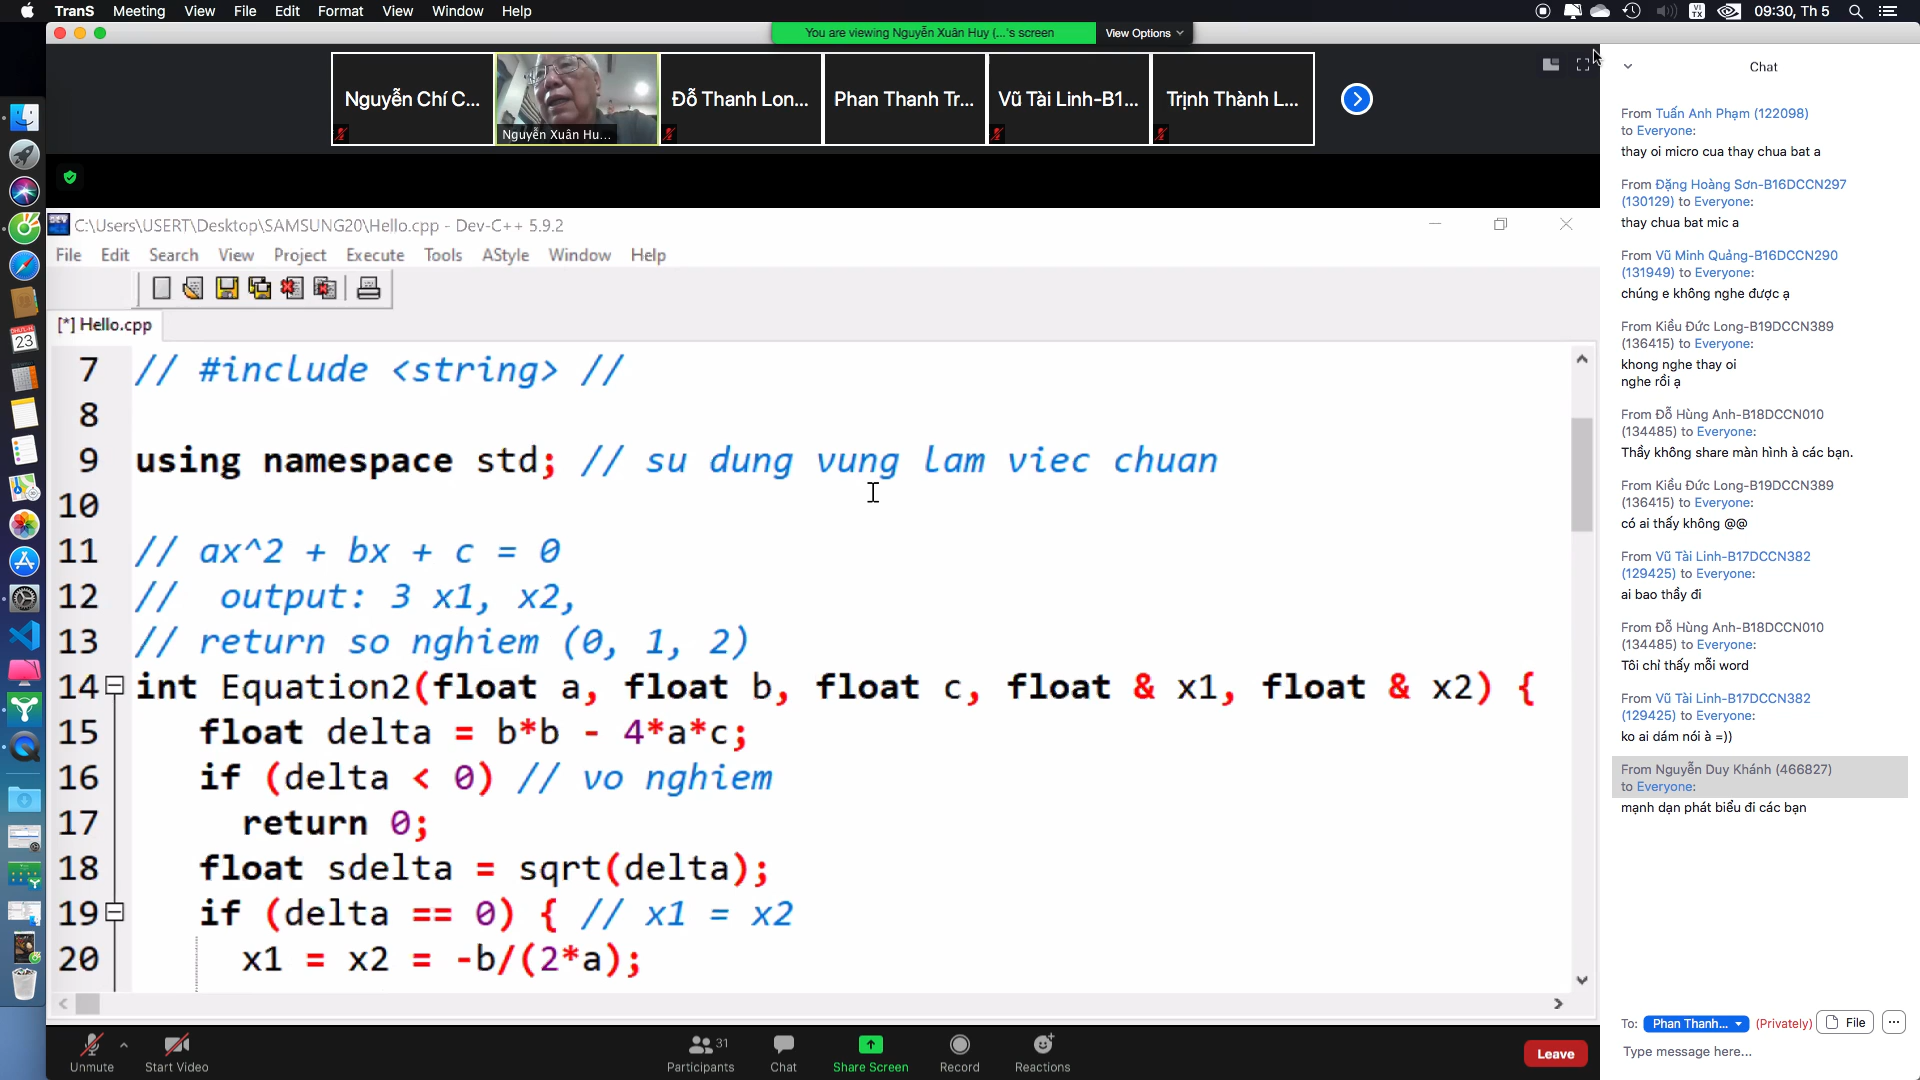 TransS Meeting View File Edit Format View Window Help
VI TX 09:30, Th 5
You are viewing Nguyễn Xuân Huy (...'s screen View Options
Nguyễn Chí C...
Nguyễn Xuân Hu...
Đỗ Thanh Lon...
Phan Thanh Tr...
Vũ Tài Linh-B1...
Trịnh Thành L...
C:\Users\USERT\Desktop\SAMSUNG20\Hello.cpp - Dev-C++ 5.9.2
File Edit Search View Project Execute Tools AStyle Window Help
[*] Hello.cpp
7 // #include <string> //
8
9 using namespace std; // su dung vung lam viec chuan
10
11 // ax^2 + bx + c = 0
12 //  output: 3 x1, x2,
13 // return so nghiem (0, 1, 2)
14 int Equation2(float a, float b, float c, float & x1, float & x2) {
15    float delta = b*b - 4*a*c;
16    if (delta < 0) // vo nghiem
17      return 0;
18    float sdelta = sqrt(delta);
19    if (delta == 0) { // x1 = x2
20      x1 = x2 = -b/(2*a);
Unmute
Start Video
31
Participants
Chat
Share Screen
Record
Reactions
Leave
Chat
From Tuấn Anh Phạm (122098)
to Everyone:
thay oi micro cua thay chua bat a
From Đặng Hoàng Sơn-B16DCCN297
(130129) to Everyone:
thay chua bat mic a
From Vũ Minh Quảng-B16DCCN290
(131949) to Everyone:
chúng e không nghe được ạ
From Kiều Đức Long-B19DCCN389
(136415) to Everyone:
khong nghe thay oi
nghe rồi ạ
From Đỗ Hùng Anh-B18DCCN010
(134485) to Everyone:
Thầy không share màn hình à các bạn.
From Kiều Đức Long-B19DCCN389
(136415) to Everyone:
có ai thấy không @@
From Vũ Tài Linh-B17DCCN382
(129425) to Everyone:
ai bao thầy đi
From Đỗ Hùng Anh-B18DCCN010
(134485) to Everyone:
Tôi chỉ thấy mỗi word
From Vũ Tài Linh-B17DCCN382
(129425) to Everyone:
ko ai dám nói à =))
From Nguyễn Duy Khánh (466827)
to Everyone:
mạnh dạn phát biểu đi các bạn
To: Phan Thanh... (Privately) File ...
Type message here...
23